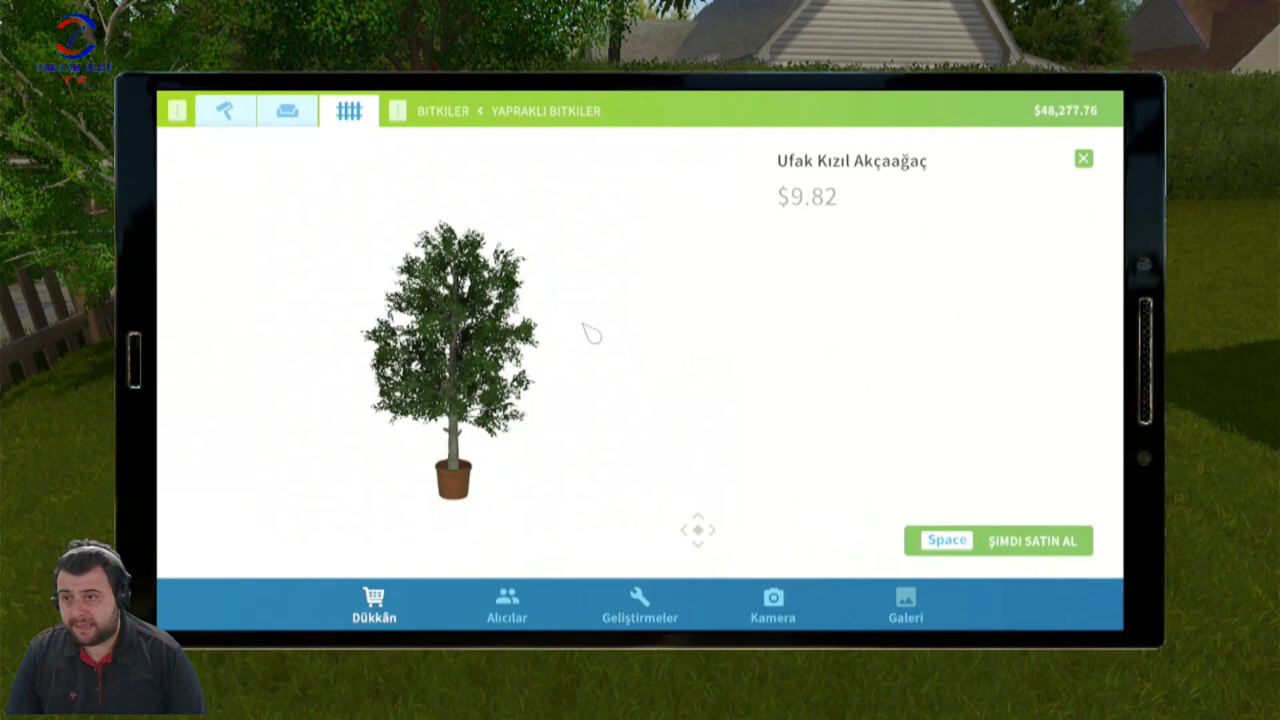 BITKILER < YAPRAKLI BITKILER
$48,277.76
Ufak Kızıl Akçaağaç
$9.82
Space ŞIMDI SATIN AL
Dükkân
Alıcılar
Geliştirmeler
Kamera
Galeri